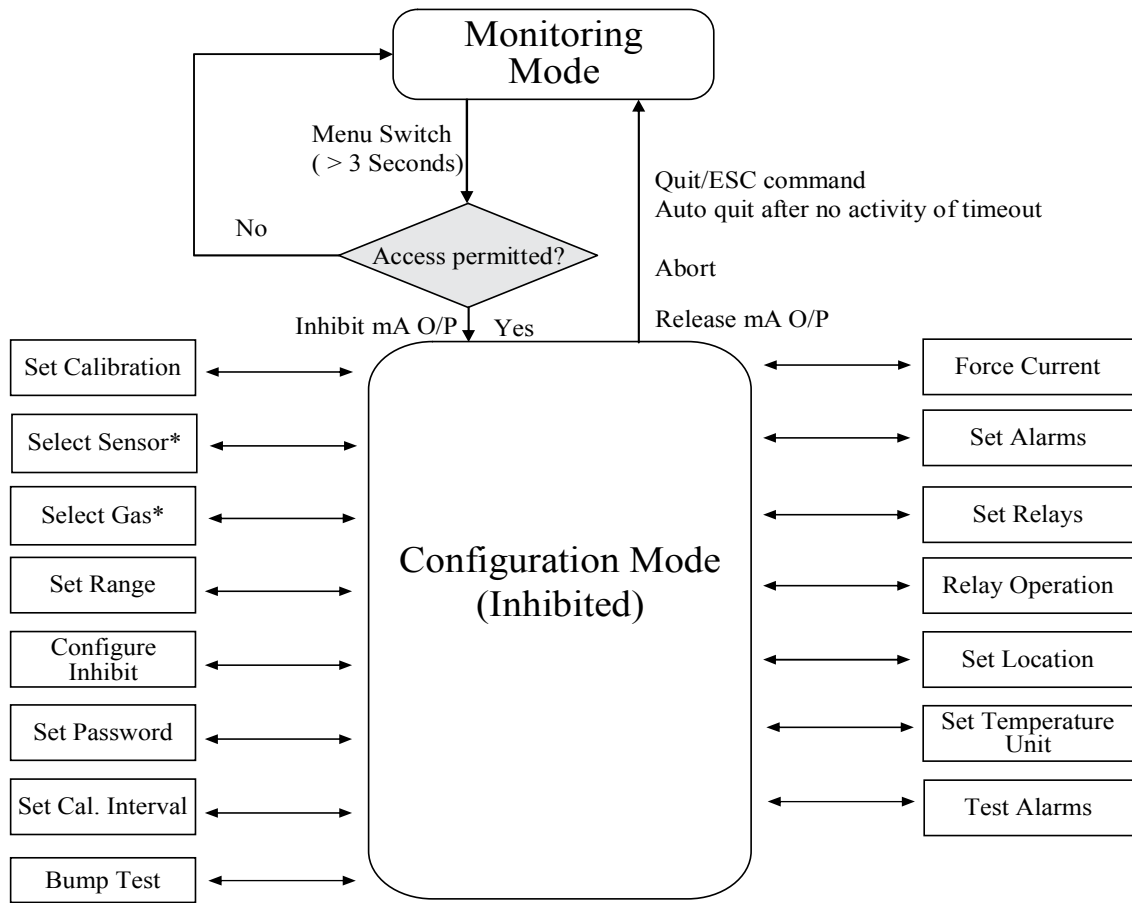 Monitoring
Mode
Menu Switch
( > 3 Seconds)
Quit/ESC command
Auto quit after no activity of timeout
No
Access permitted?
Abort
Inhibit mA O/P
Yes
Release mA O/P
Set Calibration
Select Sensor*
Select Gas*
Set Range
Configure
Inhibit
Set Password
Set Cal. Interval
Bump Test
Configuration Mode
(Inhibited)
Force Current
Set Alarms
Set Relays
Relay Operation
Set Location
Set Temperature
Unit
Test Alarms